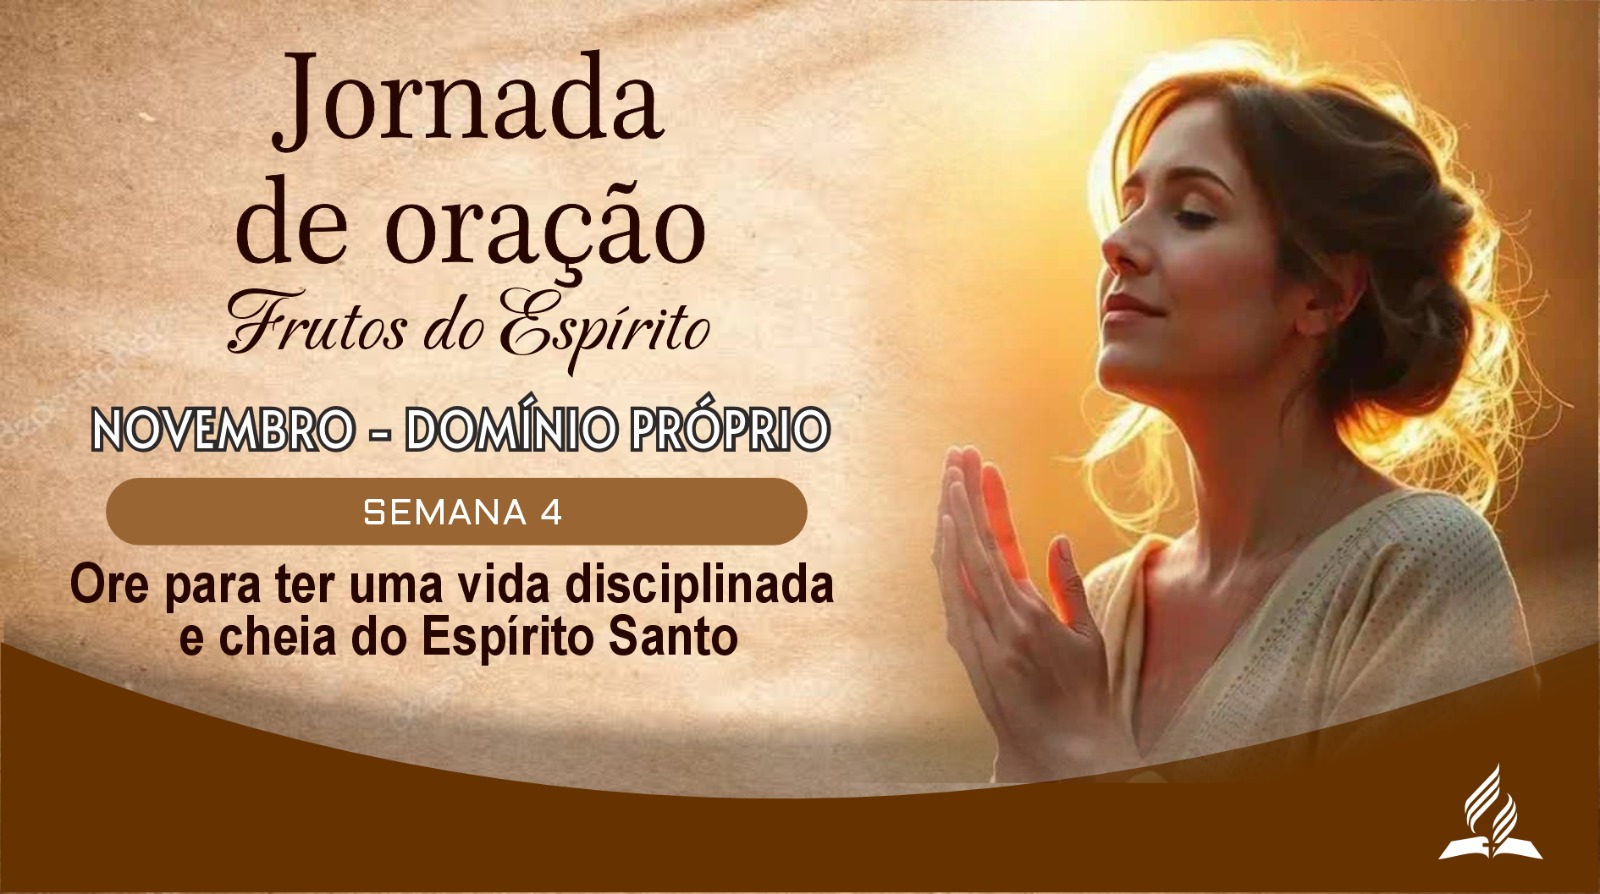 Jornada
de oração
Frutos do Espírito
NOVEMBRO - DOMÍNIO PRÓPRIO
SEMANA 4
Ore para ter uma vida disciplinada
e cheia do Espírito Santo